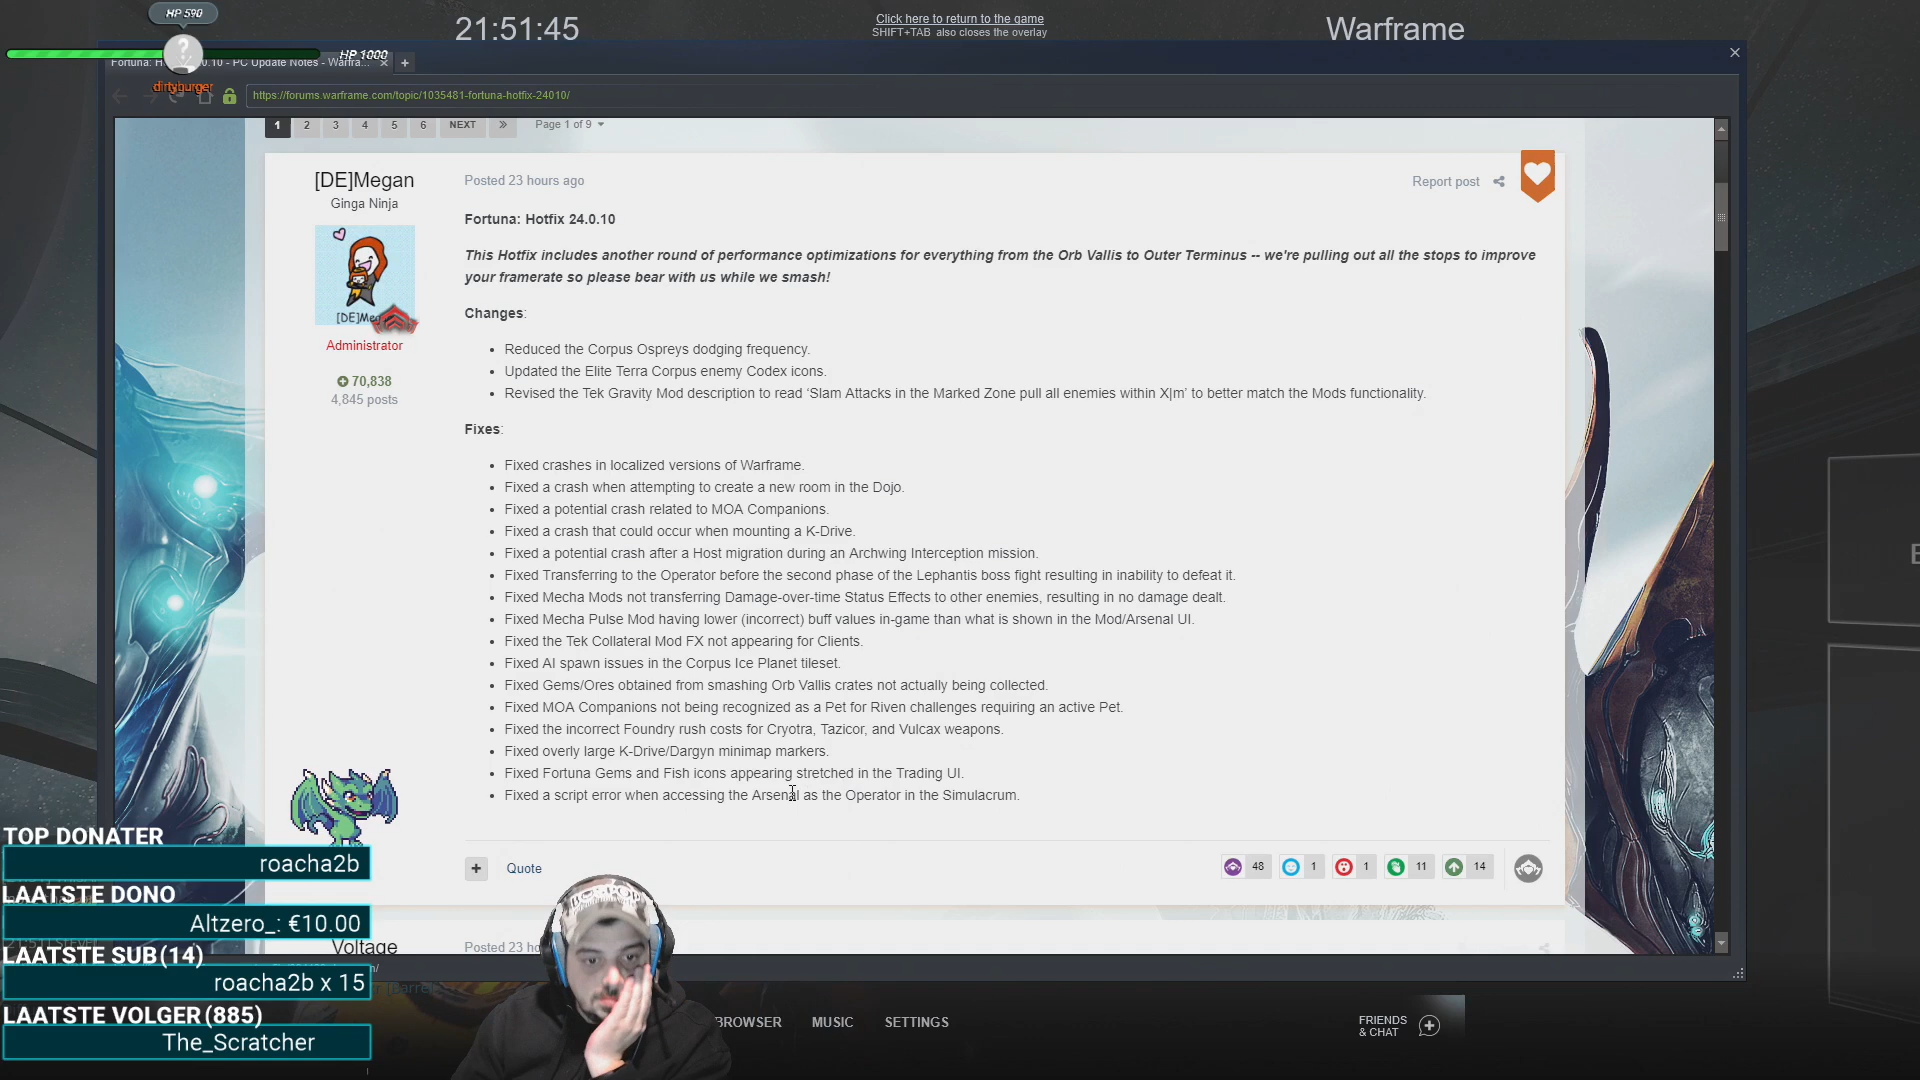 HP 590
21:51:45
Click here to return to the game
SHIFT+TAB also closes the overlay
Warframe
HP 1000
0.10 - PC Update Notes - Warfra...
dirtyburger
https://forums.warframe.com/topic/1035481-fortuna-hotfix-24010/
1 2 3 4 5 6 NEXT Page 1 of 9
[DE]Megan
Ginga Ninja
[DE]Meg
Administrator
70,838
4,845 posts
Posted 23 hours ago
Report post
Fortuna: Hotfix 24.0.10
This Hotfix includes another round of performance optimizations for everything from the Orb Vallis to Outer Terminus -- we're pulling out all the stops to improve
your framerate so please bear with us while we smash!
Changes:
Reduced the Corpus Ospreys dodging frequency.
Updated the Elite Terra Corpus enemy Codex icons.
Revised the Tek Gravity Mod description to read ‘Slam Attacks in the Marked Zone pull all enemies within X|m’ to better match the Mods functionality.
Fixes:
Fixed crashes in localized versions of Warframe.
Fixed a crash when attempting to create a new room in the Dojo.
Fixed a potential crash related to MOA Companions.
Fixed a crash that could occur when mounting a K-Drive.
Fixed a potential crash after a Host migration during an Archwing Interception mission.
Fixed Transferring to the Operator before the second phase of the Lephantis boss fight resulting in inability to defeat it.
Fixed Mecha Mods not transferring Damage-over-time Status Effects to other enemies, resulting in no damage dealt.
Fixed Mecha Pulse Mod having lower (incorrect) buff values in-game than what is shown in the Mod/Arsenal UI.
Fixed the Tek Collateral Mod FX not appearing for Clients.
Fixed AI spawn issues in the Corpus Ice Planet tileset.
Fixed Gems/Ores obtained from smashing Orb Vallis crates not actually being collected.
Fixed MOA Companions not being recognized as a Pet for Riven challenges requiring an active Pet.
Fixed the incorrect Foundry rush costs for Cryotra, Tazicor, and Vulcax weapons.
Fixed overly large K-Drive/Dargyn minimap markers.
Fixed Fortuna Gems and Fish icons appearing stretched in the Trading UI.
Fixed a script error when accessing the Arsenal as the Operator in the Simulacrum.
Quote
48 1 1 11 14
Voltage
Posted 23 ho
TOP DONATER
roacha2b
LAATSTE DONO
Altzero_: €10.00
LAATSTE SUB (14)
roacha2b x 15
LAATSTE VOLGER (885)
The_Scratcher
BROWSER
MUSIC
SETTINGS
FRIENDS
& CHAT